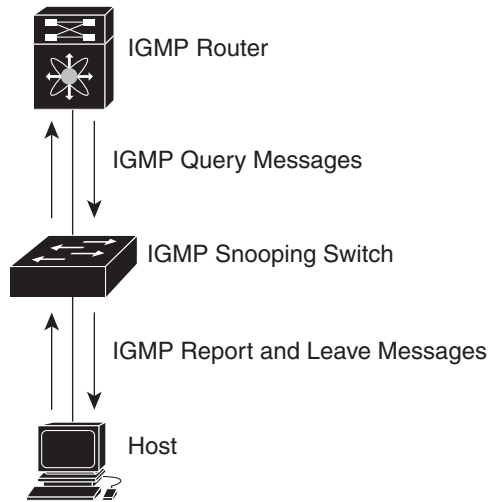 IGMP Router
IGMP Query Messages
IGMP Snooping Switch
IGMP Report and Leave Messages
Host